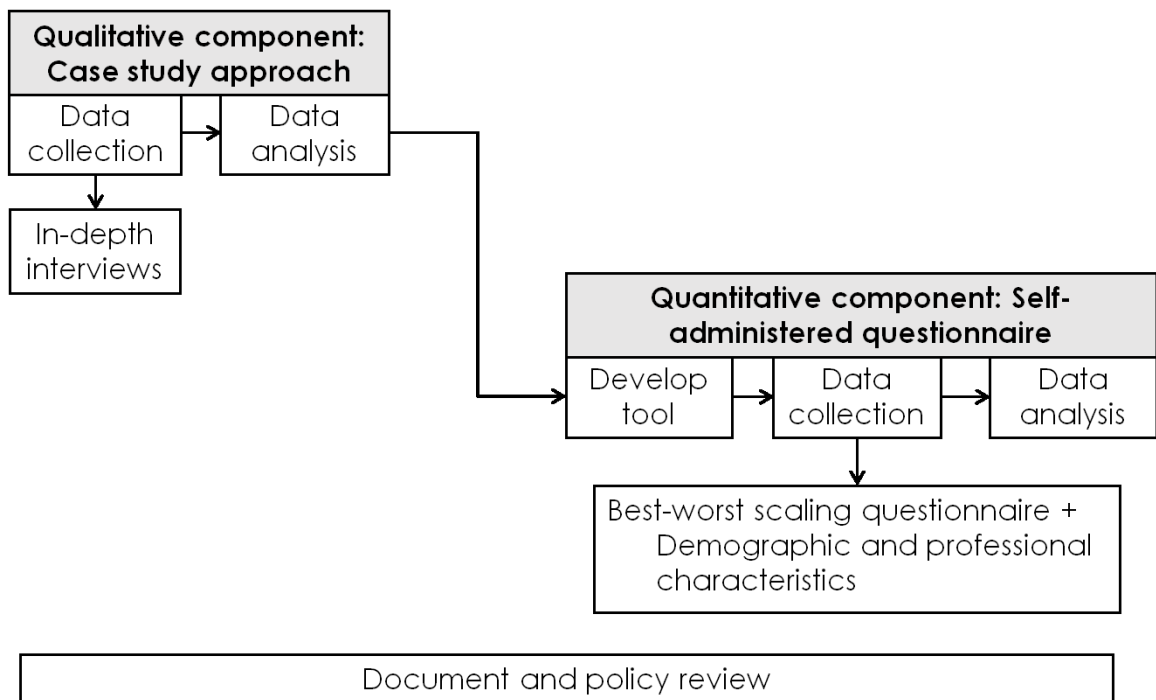 Qualitative component:
Case study approach
Data
collection
Data
analysis
In-depth
interviews
Quantitative component: Self-
administered questionnaire
Develop
tool
Data
collection
Data
analysis
Best-worst scaling questionnaire +
Demographic and professional
characteristics
Document and policy review